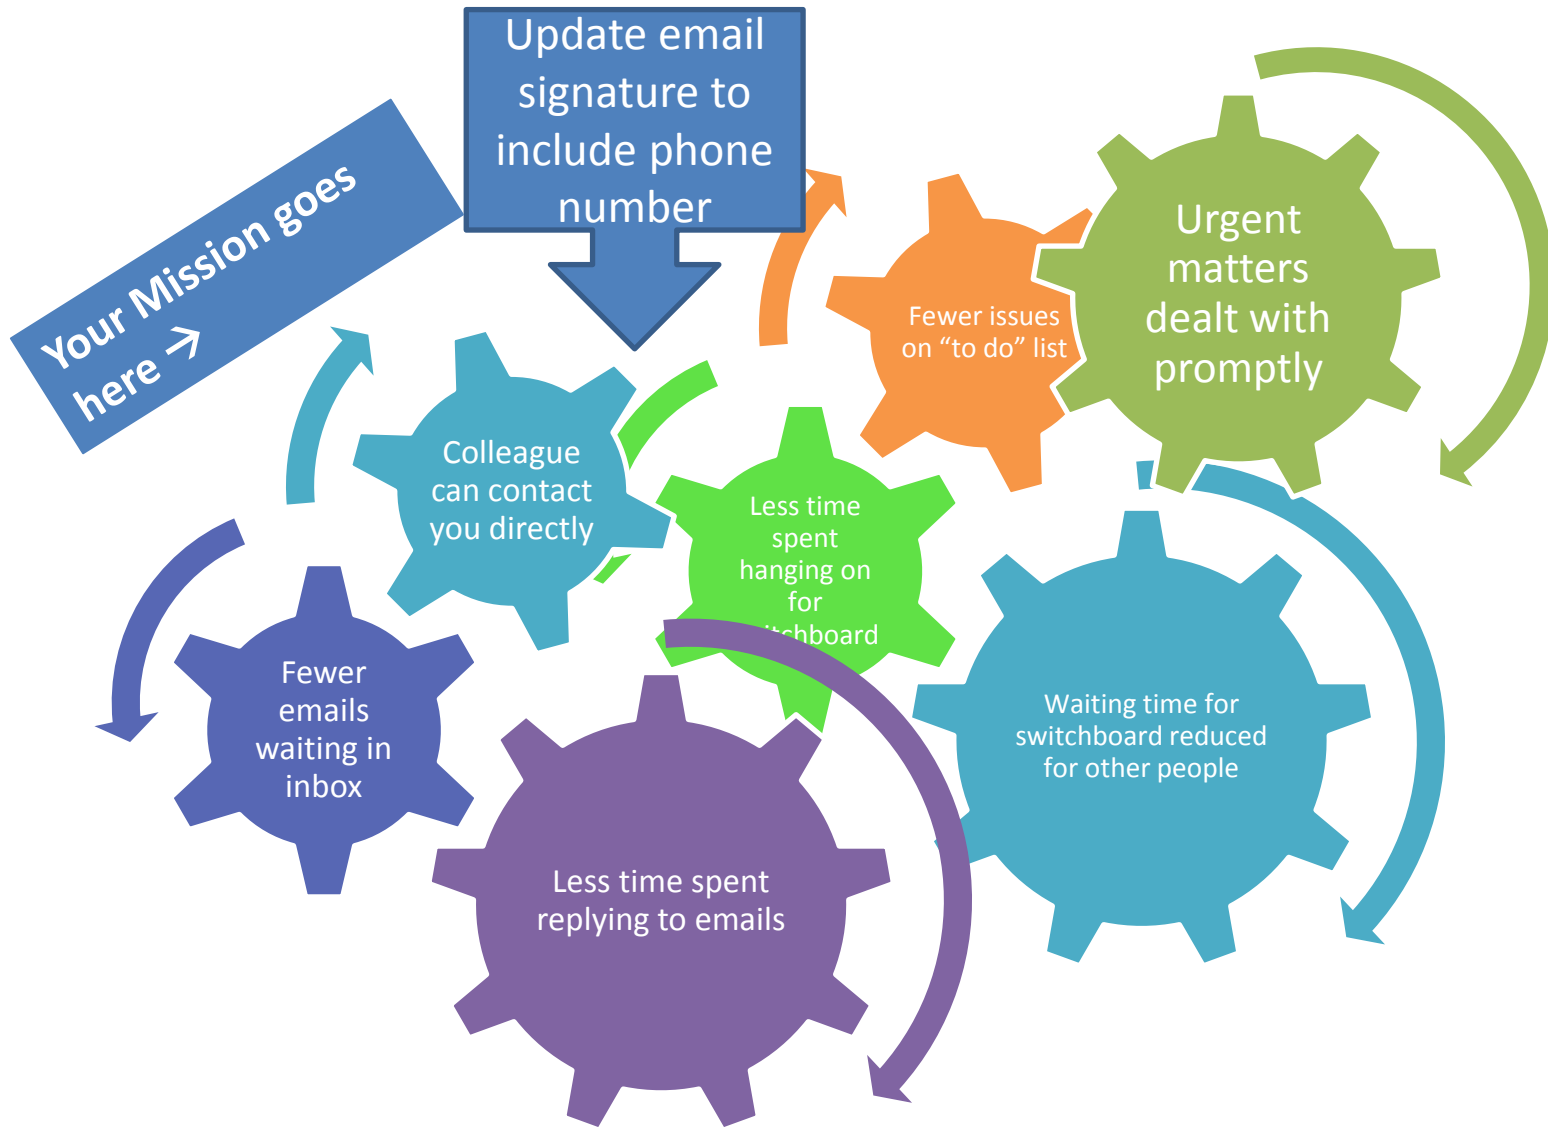 Update email
signature to
include phone
number
Your Mission goes
here →
Urgent
matters
dealt with
promptly
Fewer issues
on “to do” list
Colleague
can contact
you directly
Less time
spent
hanging on
for
switchboard
Fewer
emails
waiting in
inbox
Waiting time for
switchboard reduced
for other people
Less time spent
replying to emails